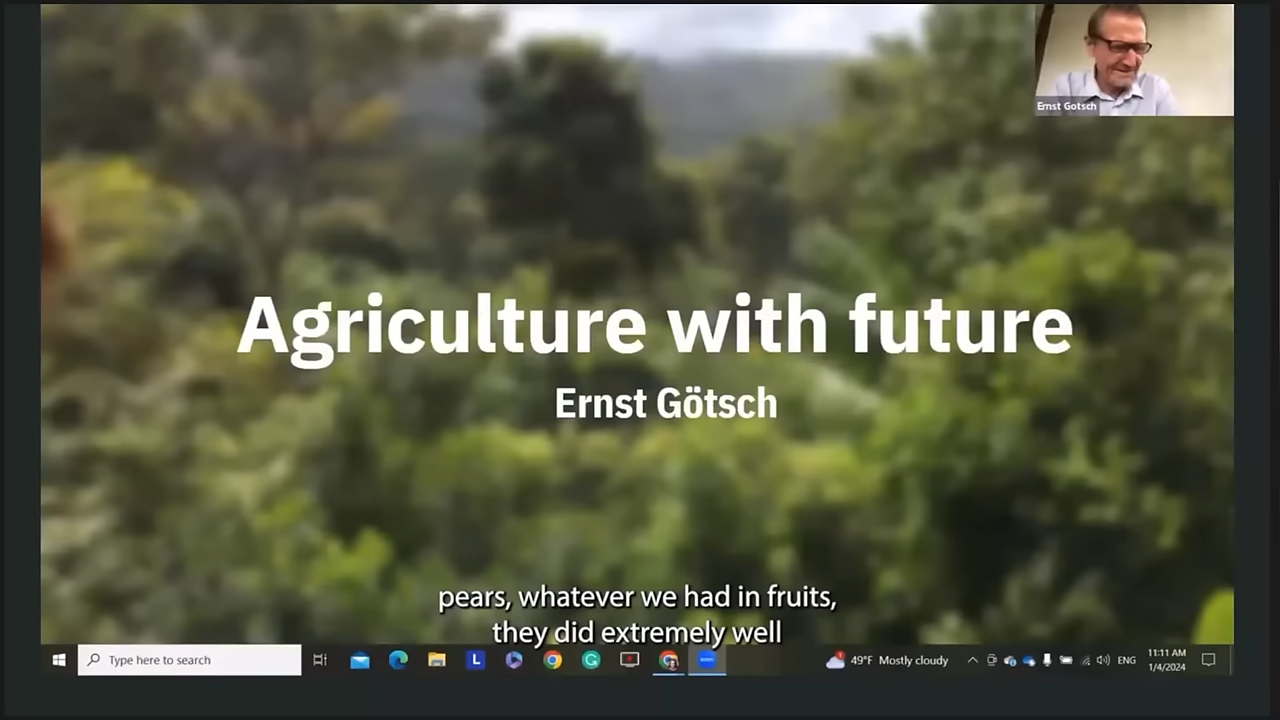 Ernst Gotsch
Agriculture with future
Ernst Götsch
pears, whatever we had in fruits,
they did extremely well
Type here to search
L
zoom
49°F Mostly cloudy
ENG
11:11 AM
1/4/2024